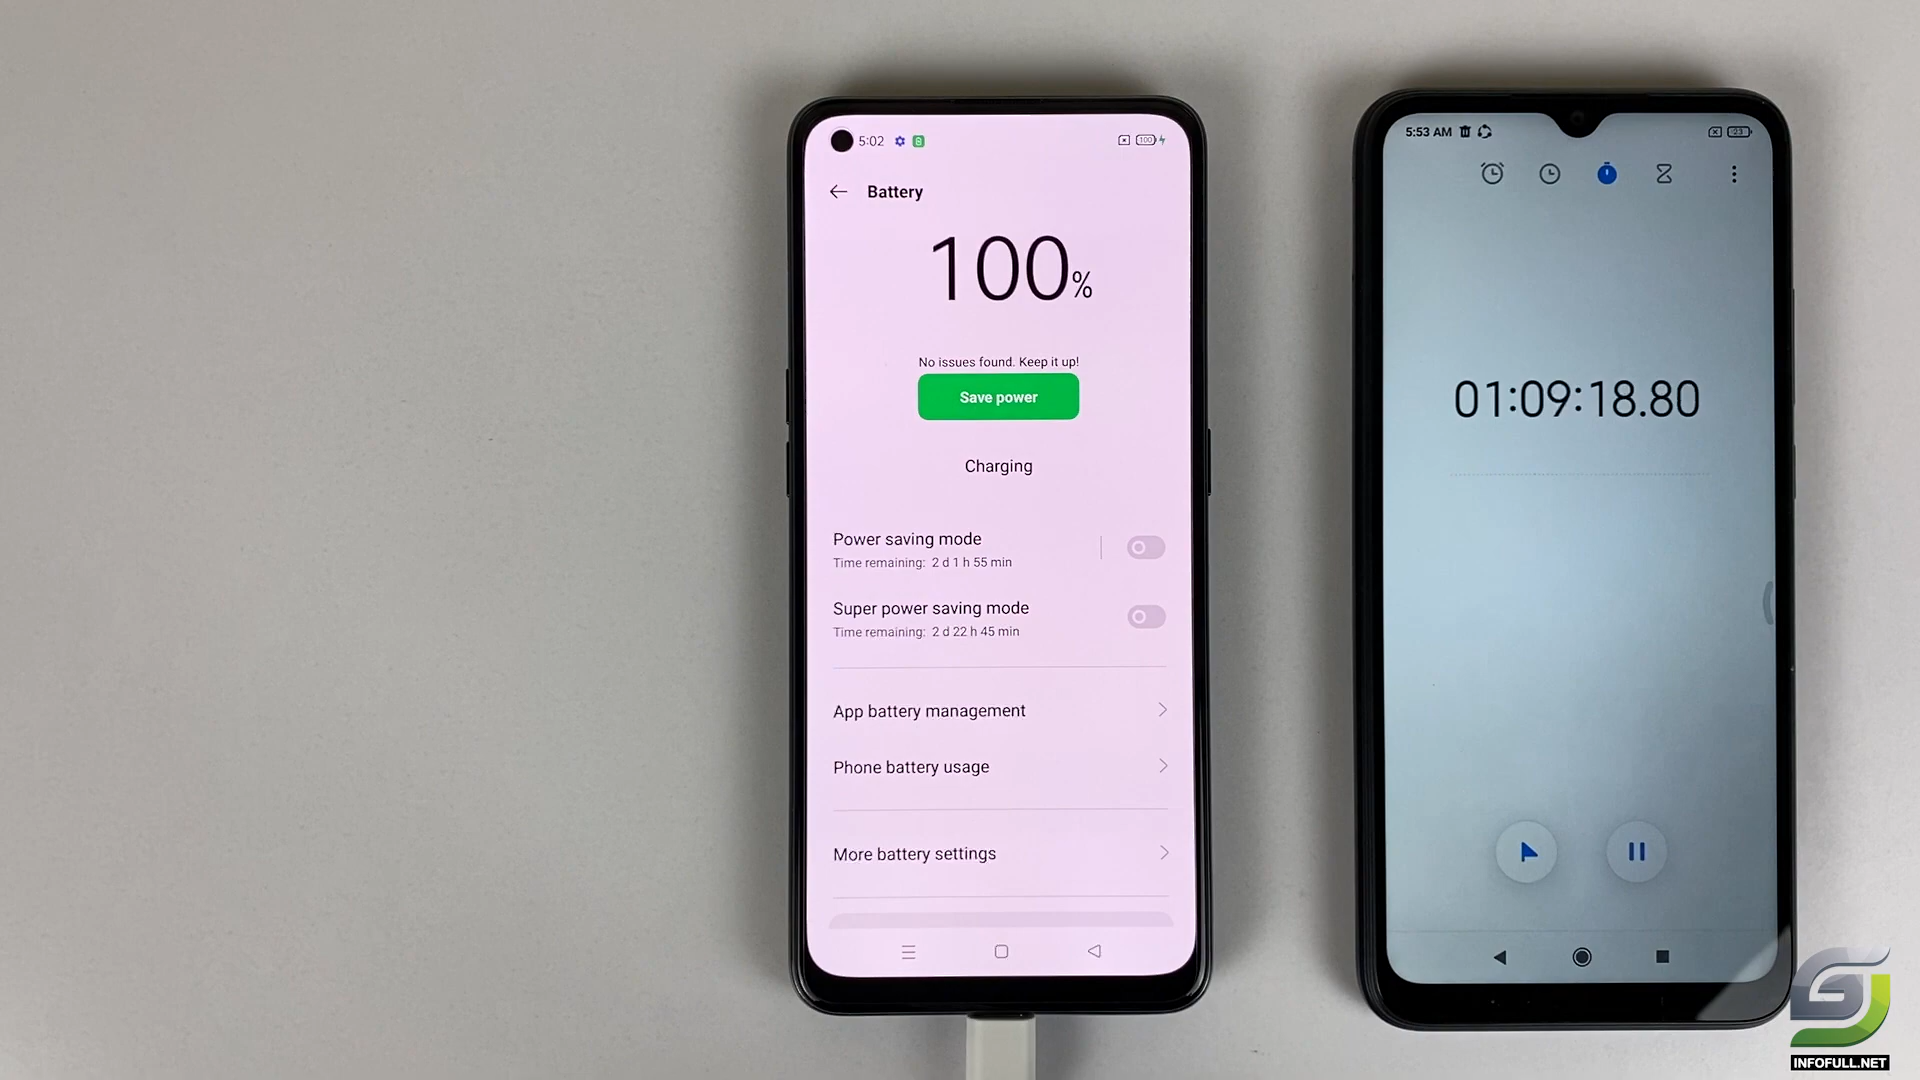 5:02
100
Battery
100%
No issues found. Keep it up!
Save power
Charging
Power saving mode
Time remaining: 2 d 1 h 55 min
Super power saving mode
Time remaining: 2 d 22 h 45 min
App battery management
Phone battery usage
More battery settings
5:53 AM
23
01:09:18.80
INFOFULL.NET